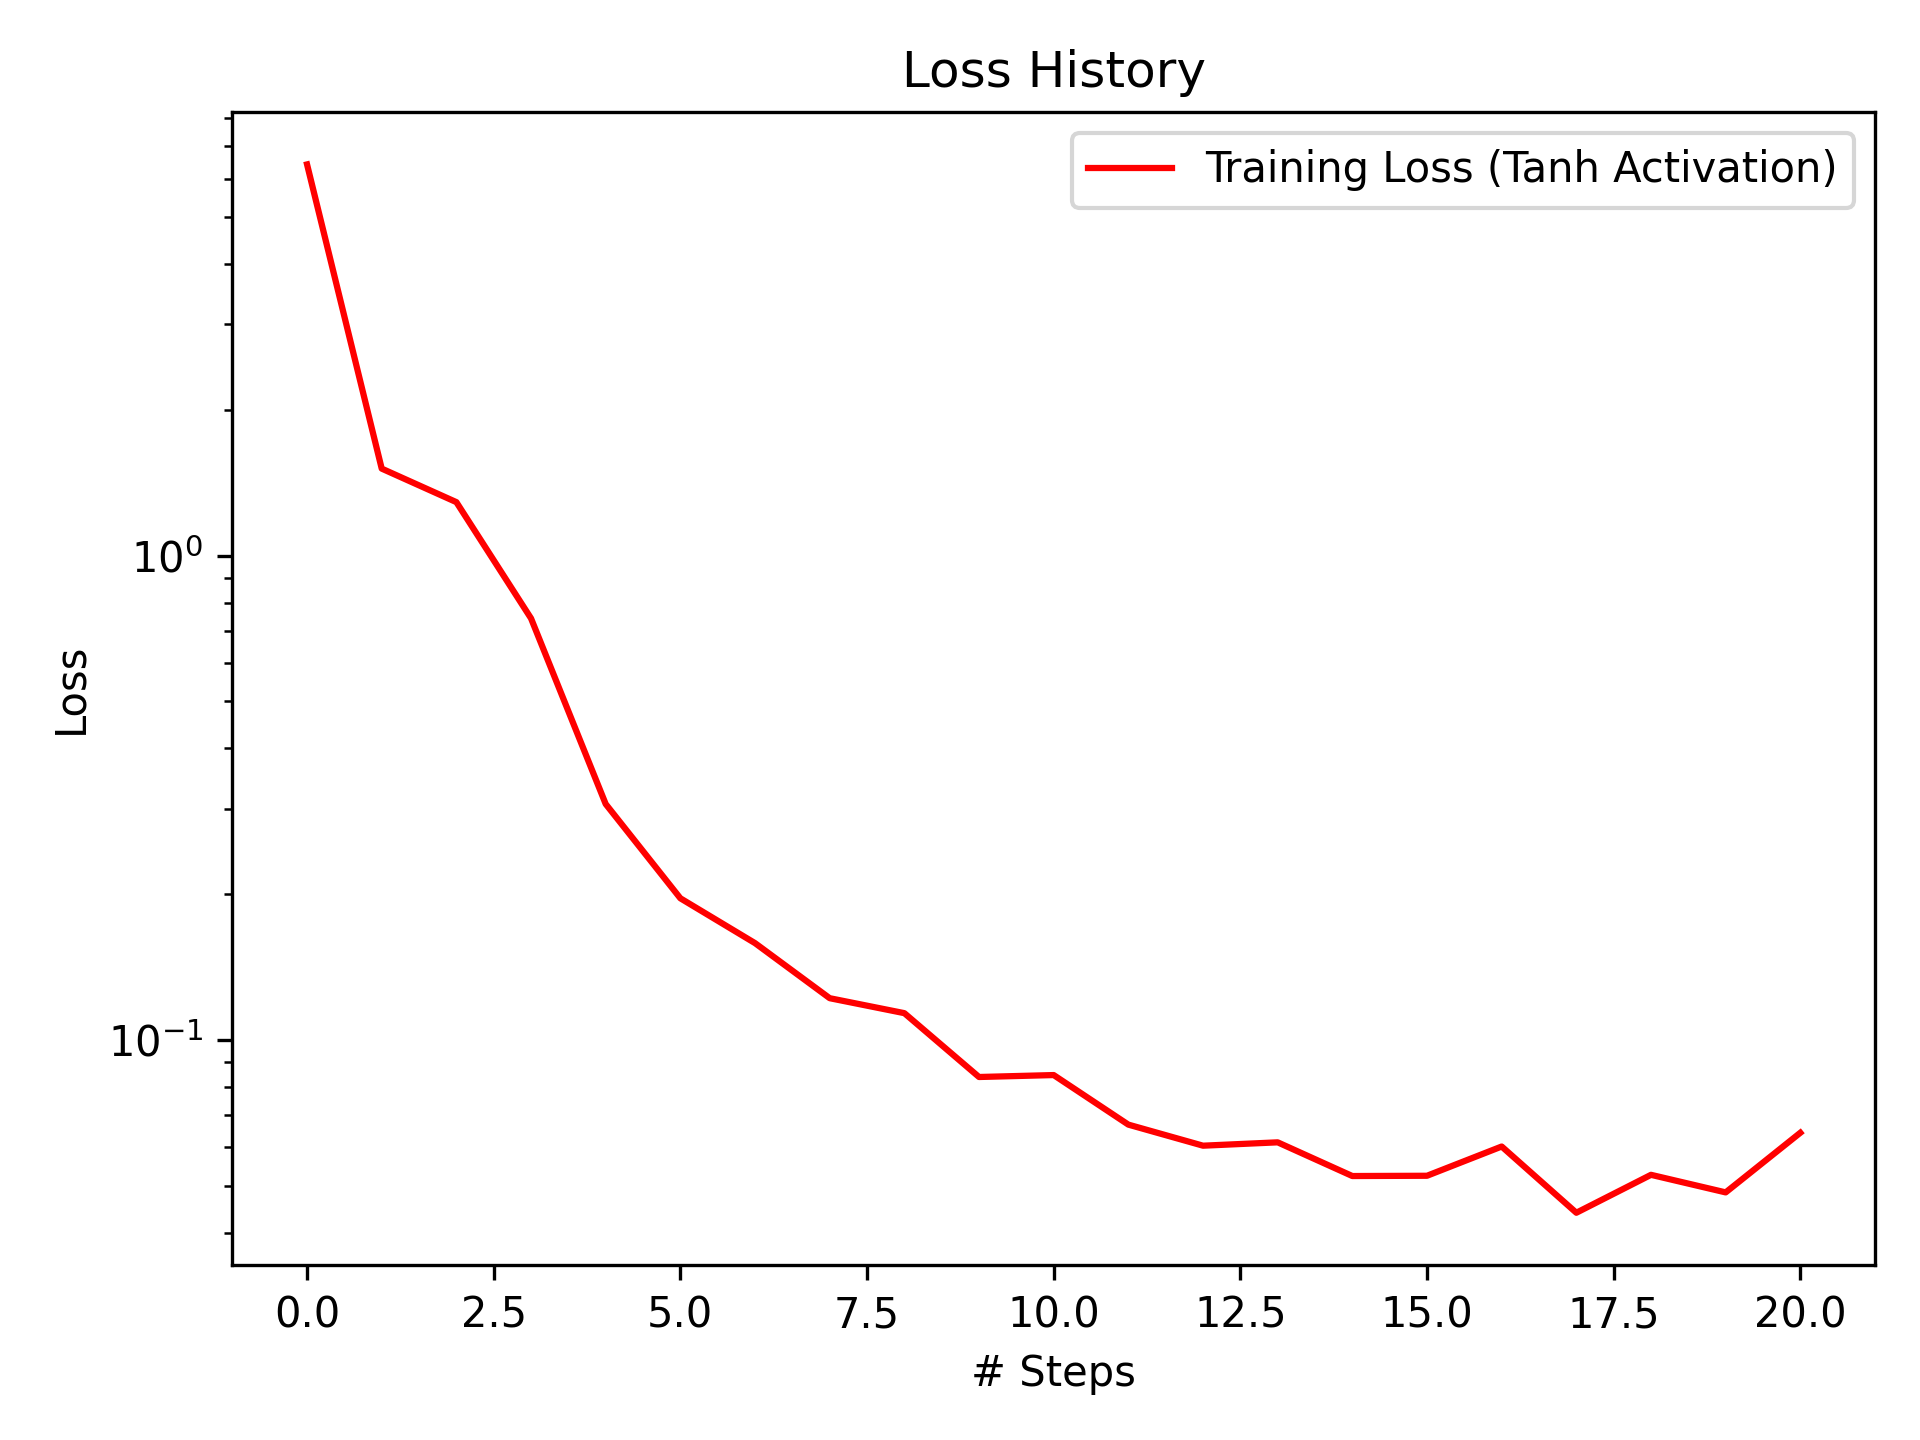 Loss History
Training Loss (Tanh Activation)
Loss
10⁰
10⁻¹
0.0 2.5 5.0 7.5 10.0 12.5 15.0 17.5 20.0
# Steps